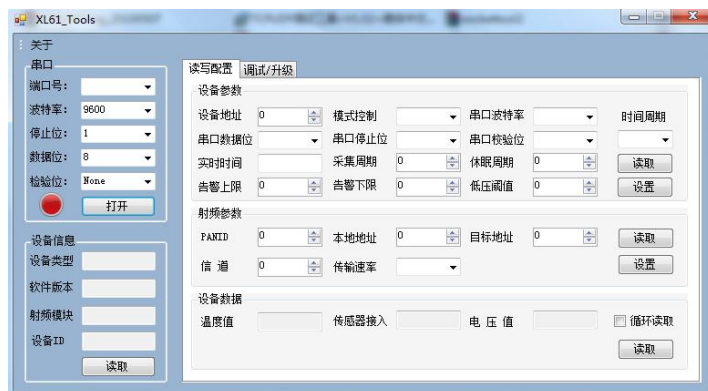 XL61_Tools
关于
串口
端口号:
波特率: 9600
停止位: 1
数据位: 8
检验位: None
打开
设备信息
设备类型
软件版本
射频模块
设备ID
读取
读写配置 调试/升级
设备参数
设备地址 0 模式控制 串口波特率 时间周期
串口数据位 串口停止位 串口校验位
实时时间 采集周期 0 休眠周期 0 读取
告警上限 0 告警下限 0 低压阈值 0 设置
射频参数
PANID 0 本地地址 0 目标地址 0 读取
信 道 0 传输速率 设置
设备数据
温度值 传感器接入 电 压 值 循环读取
读取